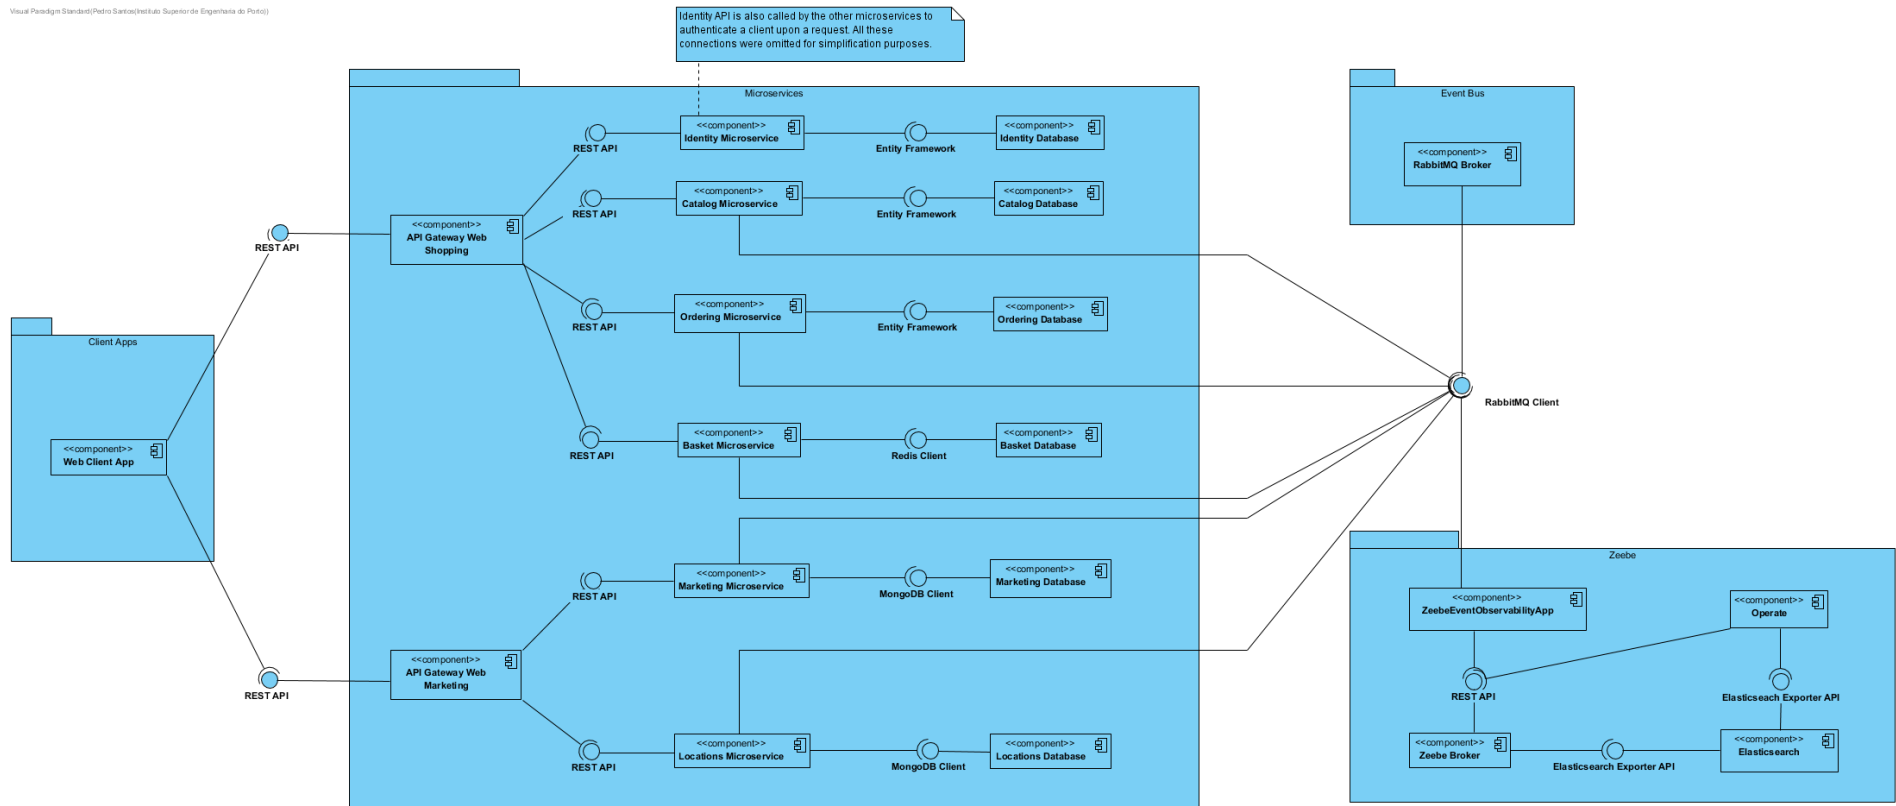 Visual Paradigm Standard(Pedro Santos(Instituto Superior de Engenharia do Porto))
Identity API is also called by the other microservices to
authenticate a client upon a request. All these
connections were omitted for simplification purposes.
Client Apps
<<component>>
Web Client App
REST API
REST API
Microservices
<<component>>
API Gateway Web
Shopping
<<component>>
API Gateway Web
Marketing
REST API
<<component>>
Identity Microservice
Entity Framework
<<component>>
Identity Database
REST API
<<component>>
Catalog Microservice
Entity Framework
<<component>>
Catalog Database
REST API
<<component>>
Ordering Microservice
Entity Framework
<<component>>
Ordering Database
REST API
<<component>>
Basket Microservice
Redis Client
<<component>>
Basket Database
REST API
<<component>>
Marketing Microservice
MongoDB Client
<<component>>
Marketing Database
REST API
<<component>>
Locations Microservice
MongoDB Client
<<component>>
Locations Database
Event Bus
<<component>>
RabbitMQ Broker
RabbitMQ Client
Zeebe
<<component>>
ZeebeEventObservabilityApp
<<component>>
Operate
REST API
Elasticseach Exporter API
<<component>>
Zeebe Broker
Elasticsearch Exporter API
<<component>>
Elasticsearch